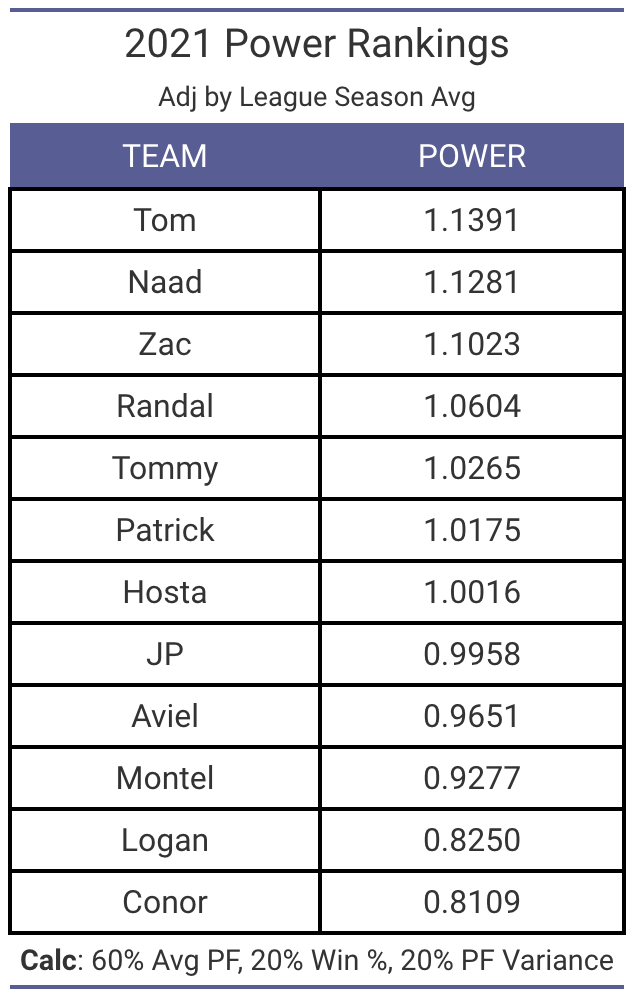 2021 Power Rankings
Adj by League Season Avg
TEAM POWER
Tom 1.1391
Naad 1.1281
Zac 1.1023
Randal 1.0604
Tommy 1.0265
Patrick 1.0175
Hosta 1.0016
JP 0.9958
Aviel 0.9651
Montel 0.9277
Logan 0.8250
Conor 0.8109
Calc: 60% Avg PF, 20% Win %, 20% PF Variance